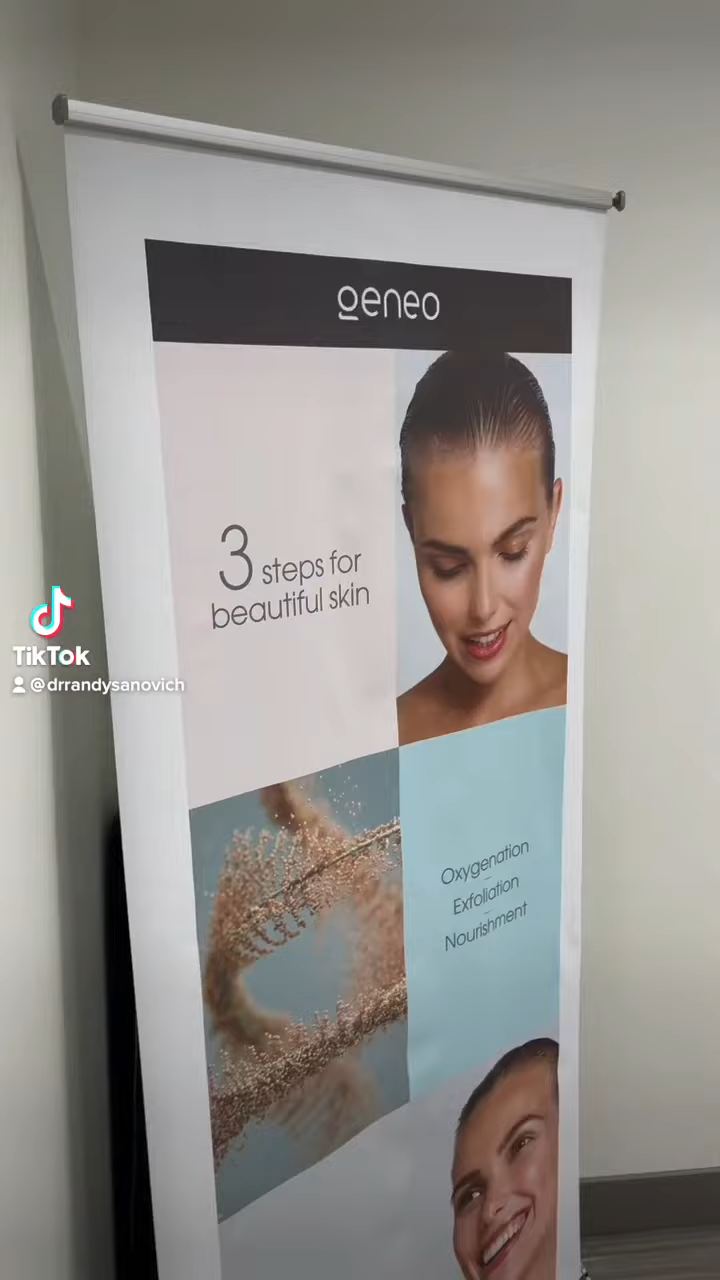 geneo
3 steps for
beautiful skin
TikTok
@drrandysanovich
Oxygenation
Exfoliation
Nourishment